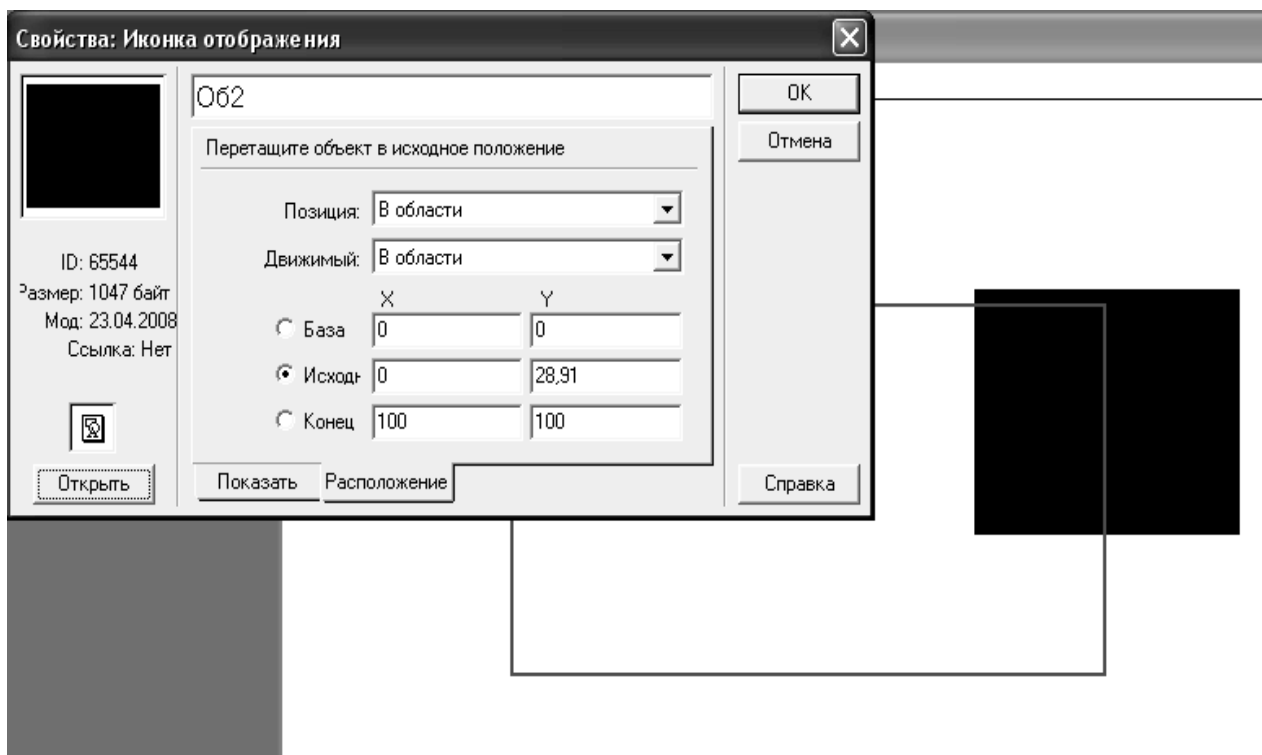 Свойства: Иконка отображения
Об2
OK
Отмена
Перетащите объект в исходное положение
Позиция: В области
Движимый: В области
X Y
База 0 0
Исходн 0 28,91
Конец 100 100
ID: 65544
Размер: 1047 байт
Мод: 23.04.2008
Ссылка: Нет
Открыть
Показать Расположение
Справка